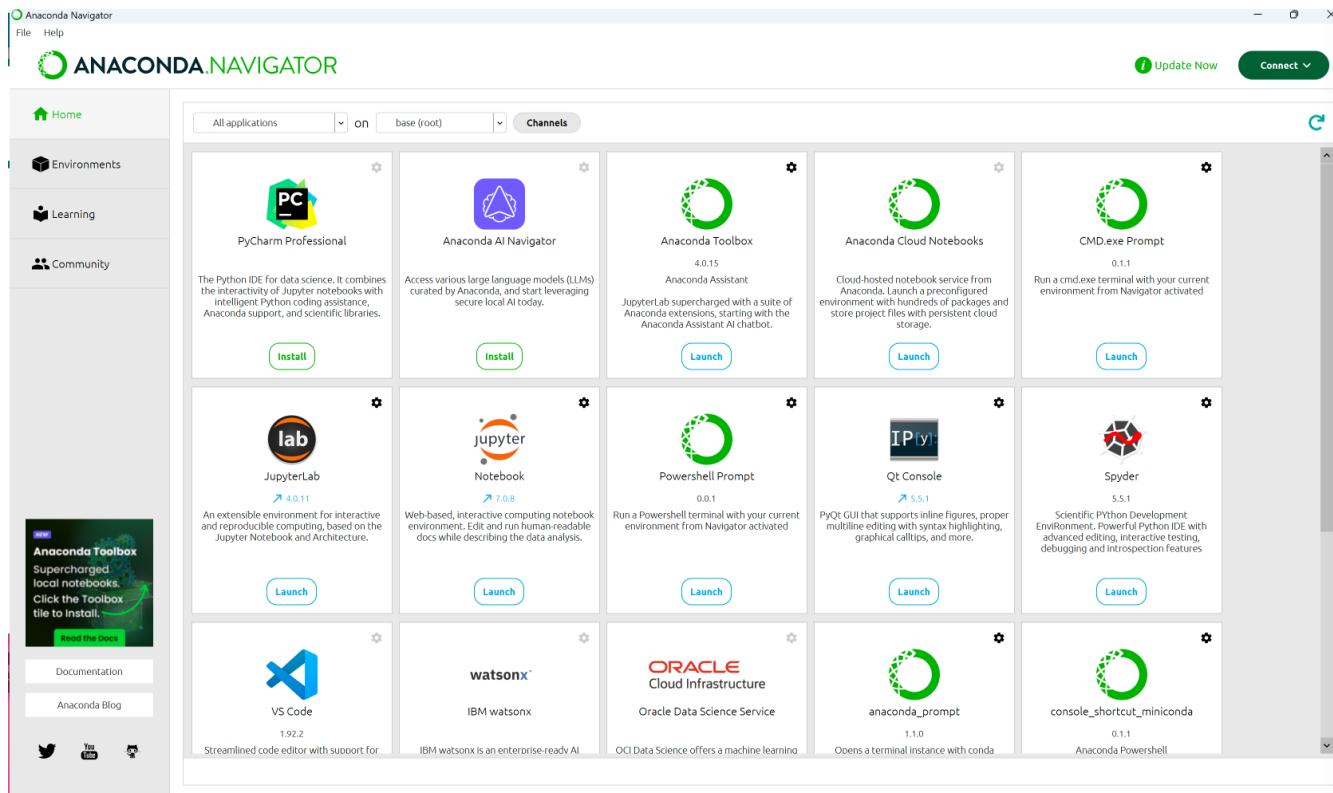 Anaconda Navigator
File Help
ANACONDA.NAVIGATOR
Update Now
Connect
Home
Environments
Learning
Community
All applications
on
base (root)
Channels
PC
PyCharm Professional
The Python IDE for data science. It combines
the interactivity of Jupyter notebooks with
intelligent Python coding assistance,
Anaconda support, and scientific libraries.
Install
Anaconda AI Navigator
Access various large language models (LLMs)
curated by Anaconda, and start leveraging
secure local AI today.
Install
Anaconda Toolbox
4.0.15
Anaconda Assistant
JupyterLab supercharged with a suite of
Anaconda extensions, starting with the
Anaconda Assistant AI chatbot.
Launch
Anaconda Cloud Notebooks
Cloud-hosted notebook service from
Anaconda. Launch a preconfigured
environment with hundreds of packages and
store project files with persistent cloud
storage.
Launch
CMD.exe Prompt
0.1.1
Run a cmd.exe terminal with your current
environment from Navigator activated
Launch
lab
JupyterLab
4.0.11
An extensible environment for interactive
and reproducible computing, based on the
Jupyter Notebook and Architecture.
Launch
jupyter
Notebook
7.0.8
Web-based, interactive computing notebook
environment. Edit and run human-readable
docs while describing the data analysis.
Launch
Powershell Prompt
0.0.1
Run a Powershell terminal with your current
environment from Navigator activated
Launch
IP[y]:
Qt Console
5.5.1
PyQt GUI that supports inline figures, proper
multiline editing with syntax highlighting,
graphical calltips, and more.
Launch
Spyder
5.5.1
Scientific PYthon Development
EnviRonment. Powerful Python IDE with
advanced editing, interactive testing,
debugging and introspection features
Launch
VS Code
1.92.2
Streamlined code editor with support for
watsonx
IBM watsonx
IBM watsonx is an enterprise-ready AI
ORACLE
Cloud Infrastructure
Oracle Data Science Service
OCI Data Science offers a machine learning
anaconda_prompt
1.1.0
Opens a terminal instance with conda
console_shortcut_miniconda
0.1.1
Anaconda Powershell
NEW
Anaconda Toolbox
Supercharged
local notebooks.
Click the Toolbox
tile to Install.
Read the Docs
Documentation
Anaconda Blog
You
Tube